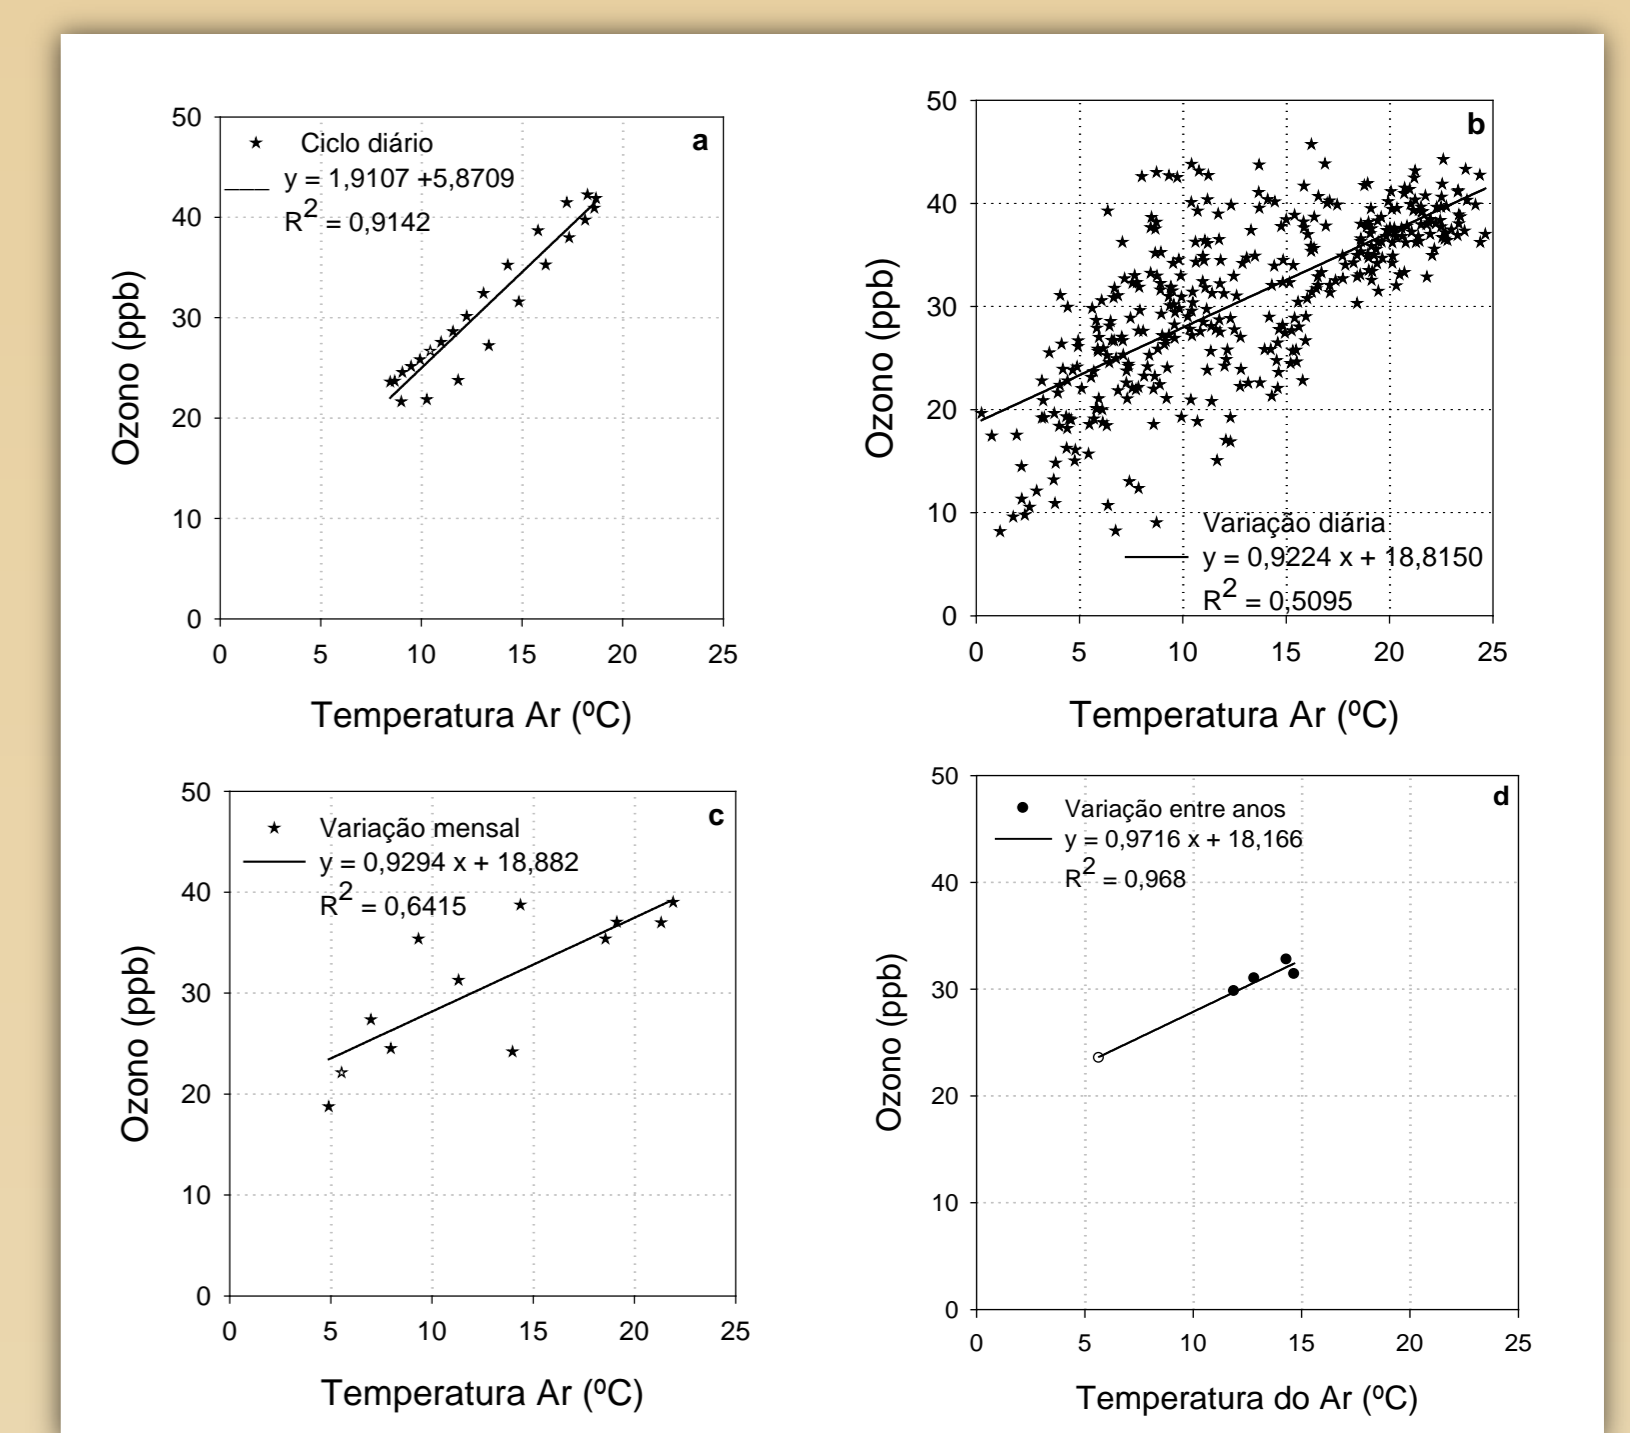 a
50
40
30
20
10
0
Ciclo diário
___ y = 1,9107 +5,8709
R2 = 0,9142
Ozono (ppb)
0 5 10 15 20 25
Temperatura Ar (ºC)
b
50
40
30
20
10
0
Variação diária
y = 0,9224 x + 18,8150
R2 = 0,5095
Ozono (ppb)
0 5 10 15 20 25
Temperatura Ar (ºC)
c
50
40
30
20
10
0
Variação mensal
y = 0,9294 x + 18,882
R2 = 0,6415
Ozono (ppb)
0 5 10 15 20 25
Temperatura Ar (ºC)
d
50
40
30
20
10
0
Variação entre anos
y = 0,9716 x + 18,166
R2 = 0,968
Ozono (ppb)
0 5 10 15 20 25
Temperatura do Ar (ºC)